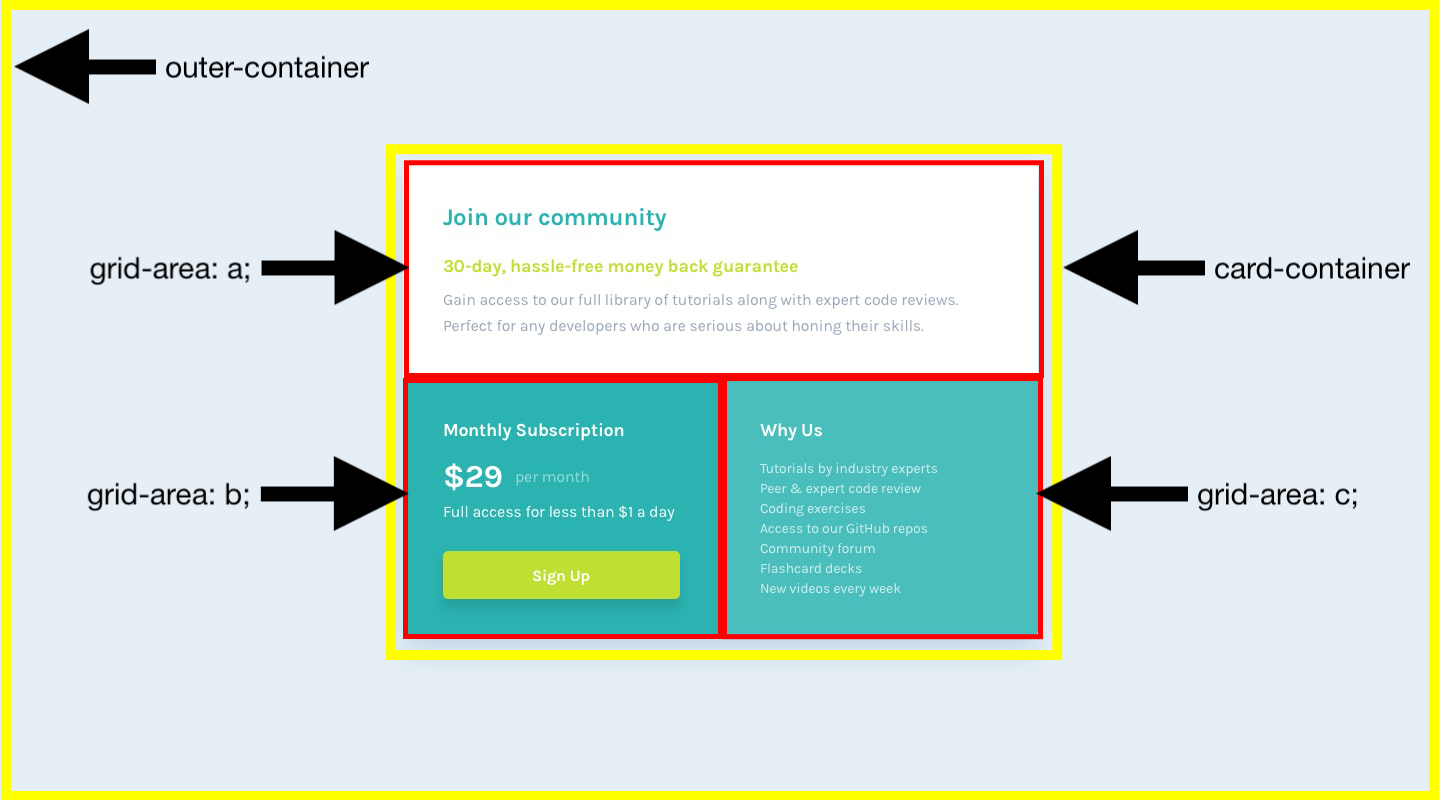 outer-container
grid-area: a;
card-container
Join our community
30-day, hassle-free money back guarantee
Gain access to our full library of tutorials along with expert code reviews.
Perfect for any developers who are serious about honing their skills.
grid-area: b;
Monthly Subscription
$29 per month
Full access for less than $1 a day
Sign Up
Why Us
Tutorials by industry experts
Peer & expert code review
Coding exercises
Access to our GitHub repos
Community forum
Flashcard decks
New videos every week
grid-area: c;